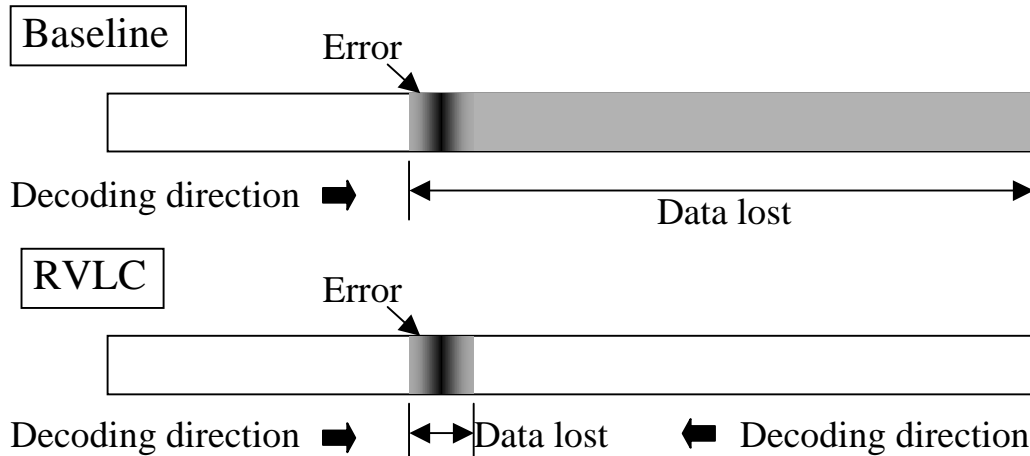 Baseline
Error
Decoding direction
Data lost
RVLC
Error
Decoding direction
Data lost
Decoding direction